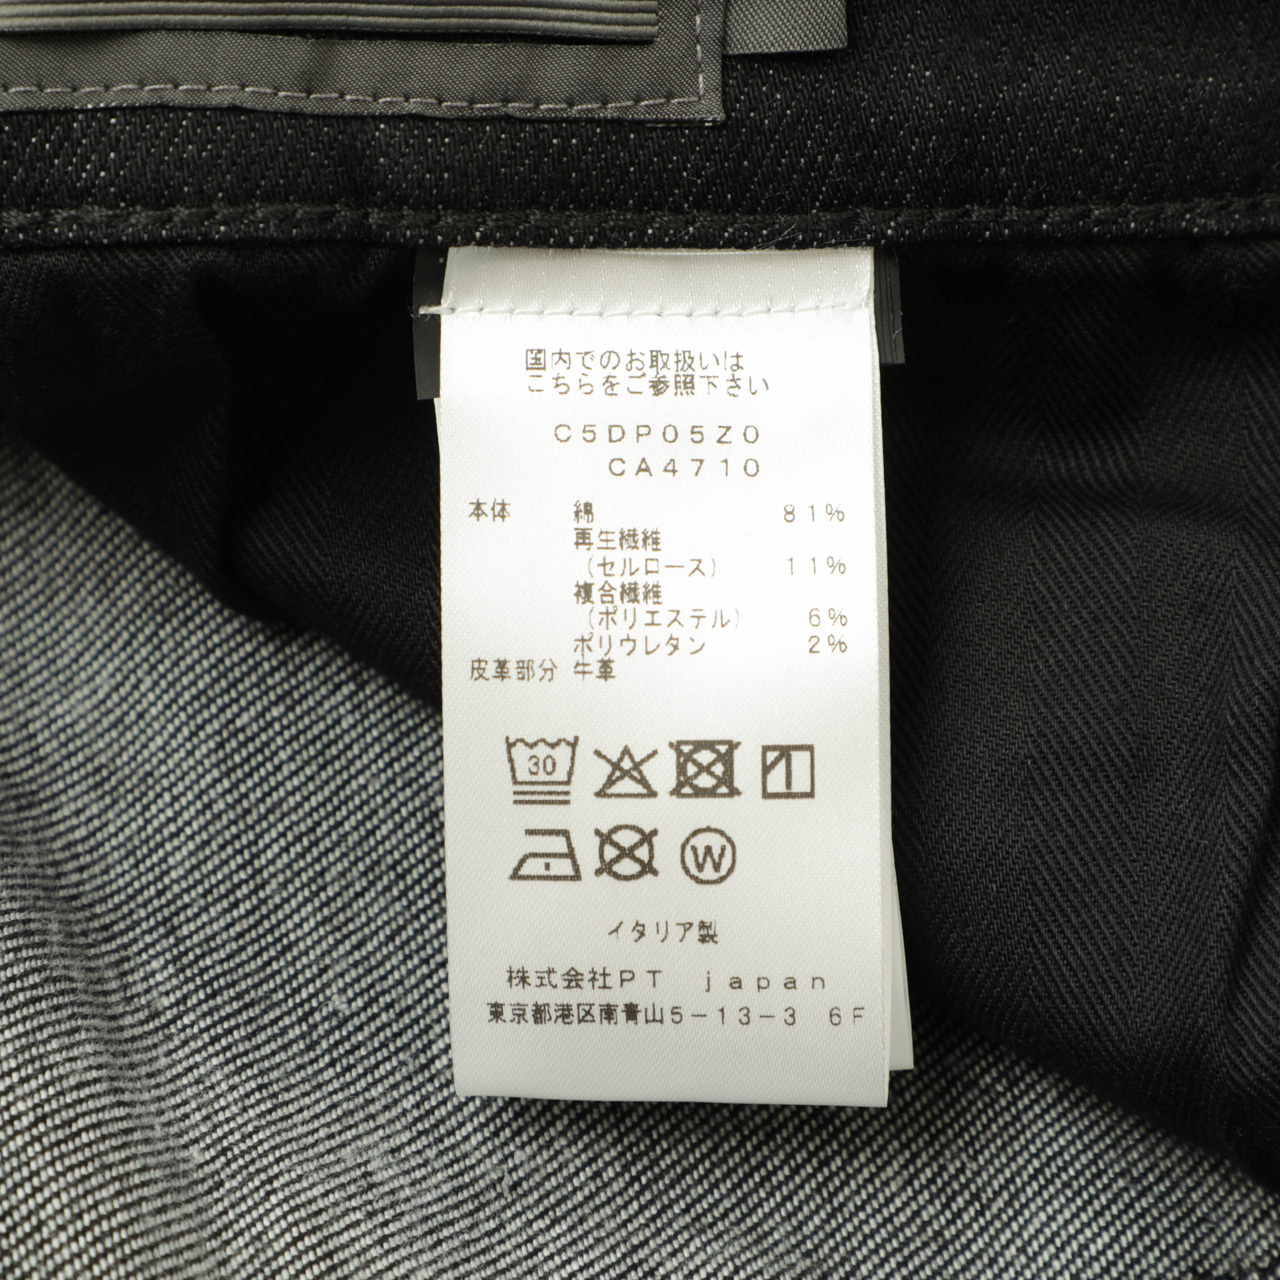 国内でのお取扱いは
こちらをご参照下さい
C5DP05Z0
CA4710
本体 綿 81%
再生繊維
(セルロース) 11%
複合繊維
(ポリエステル) 6%
ポリウレタン 2%
皮革部分 牛革
30
W
イタリア製
株式会社PT japan
東京都港区南青山5-13-3 6F